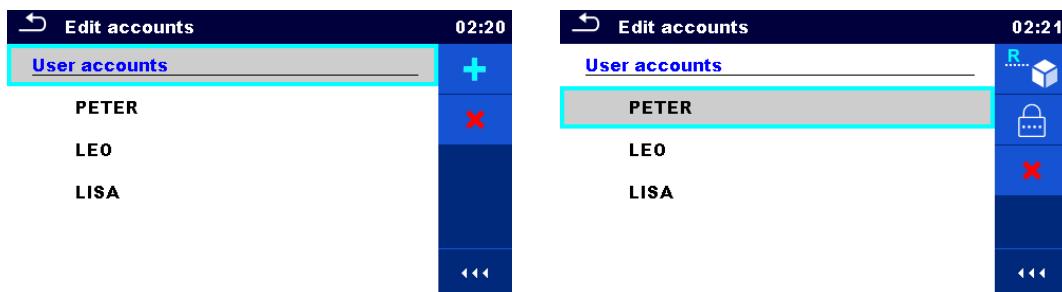 Edit accounts 02:20
User accounts
PETER
LEO
LISA
Edit accounts 02:21
User accounts
R
PETER
LEO
LISA